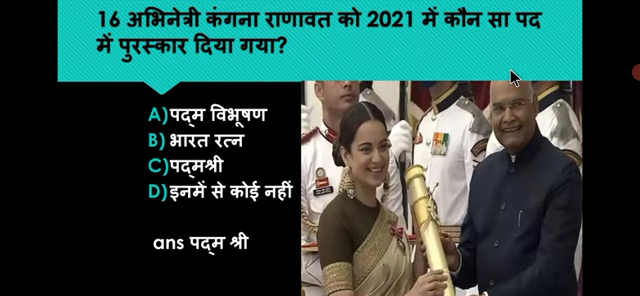 16 अभिनेत्री कंगना राणावत को 2021 में कौन सा पद
में पुरस्कार दिया गया?
A)पद्म विभूषण
B) भारत रत्न
C)पद्मश्री
D)इनमें से कोई नहीं
ans पद्म श्री